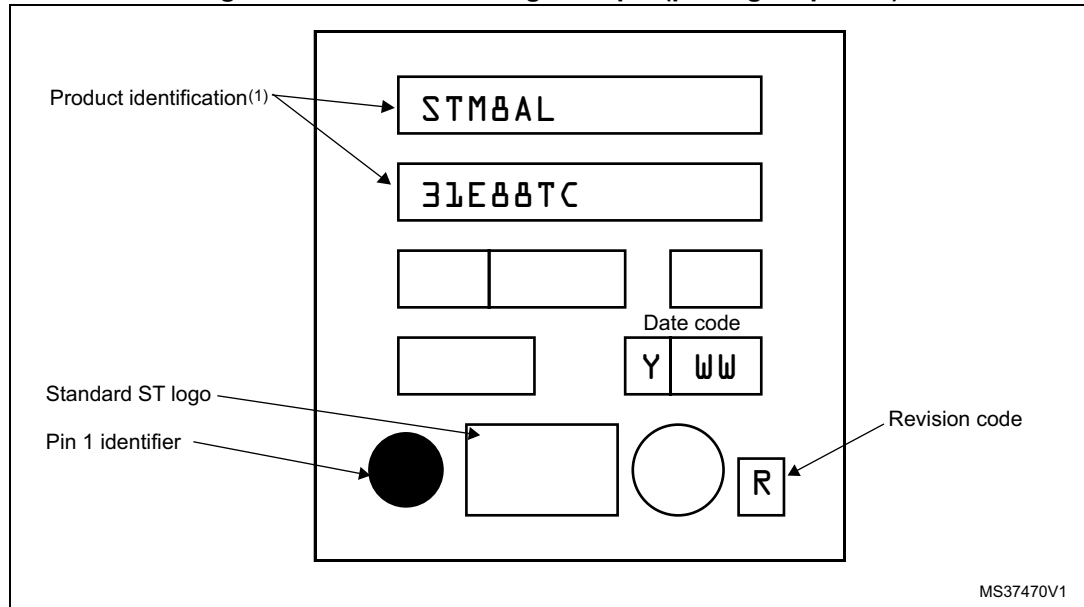 Product identification(1)
STM8AL
31E88TC
Date code
Y WW
Standard ST logo
Pin 1 identifier
Revision code
R
MS37470V1